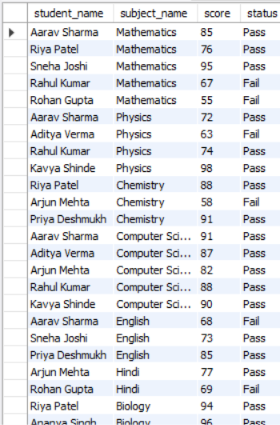 student_name subject_name score status
Aarav Sharma Mathematics 85 Pass
Riya Patel Mathematics 76 Pass
Sneha Joshi Mathematics 95 Pass
Rahul Kumar Mathematics 67 Fail
Rohan Gupta Mathematics 55 Fail
Aarav Sharma Physics 72 Pass
Aditya Verma Physics 63 Fail
Rahul Kumar Physics 74 Pass
Kavya Shinde Physics 98 Pass
Riya Patel Chemistry 88 Pass
Arjun Mehta Chemistry 58 Fail
Priya Deshmukh Chemistry 91 Pass
Aarav Sharma Computer Sci... 91 Pass
Aditya Verma Computer Sci... 87 Pass
Arjun Mehta Computer Sci... 82 Pass
Rahul Kumar Computer Sci... 88 Pass
Kavya Shinde Computer Sci... 90 Pass
Aarav Sharma English 68 Fail
Sneha Joshi English 73 Pass
Priya Deshmukh English 85 Pass
Arjun Mehta Hindi 77 Pass
Rohan Gupta Hindi 69 Fail
Riya Patel Biology 94 Pass
Ananya Singh Biology 96 Pass